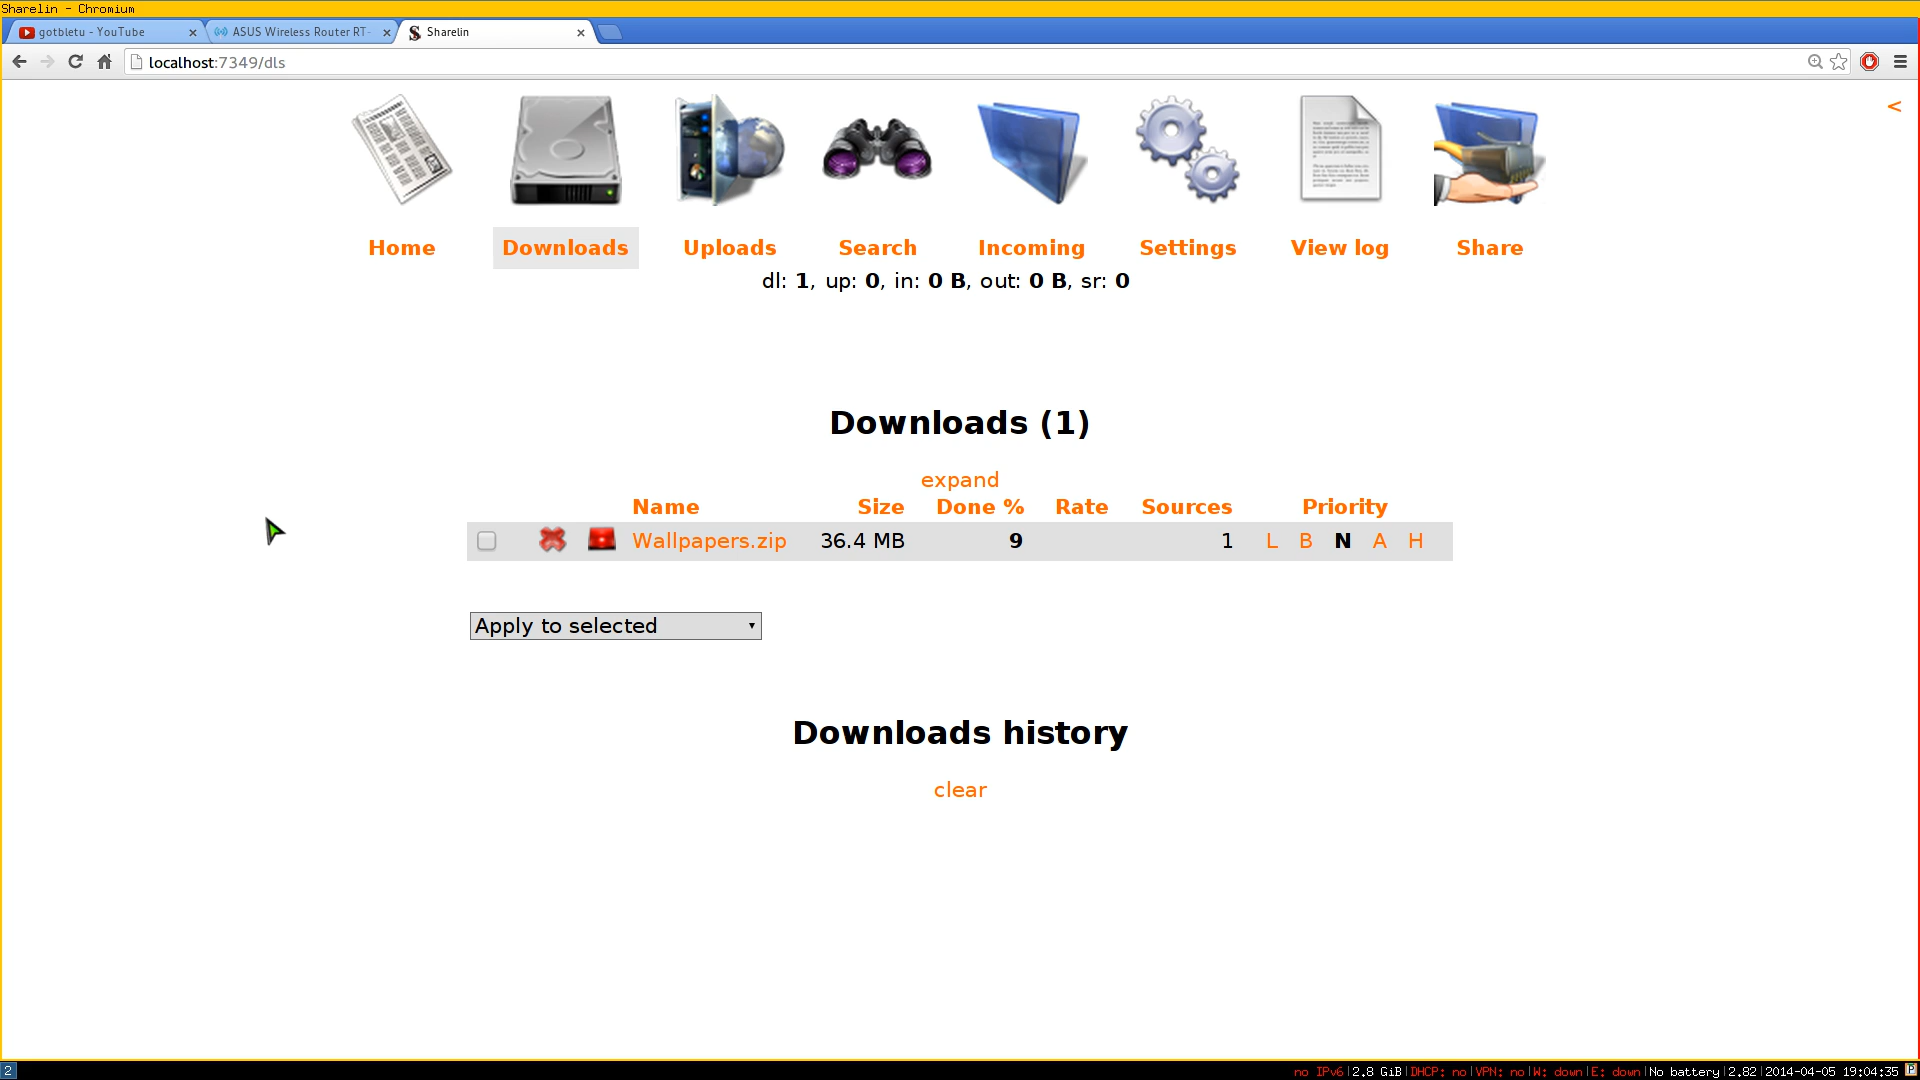 Sharelin - Chromium
gotbletu - YouTube
ASUS Wireless Router RT-
Sharelin
localhost:7349/dls
<
Home Downloads Uploads Search Incoming Settings View log Share
dl: 1, up: 0, in: 0 B, out: 0 B, sr: 0
Downloads (1)
expand
Name Size Done % Rate Sources Priority
Wallpapers.zip 36.4 MB 9 1 L B N A H
Apply to selected
Downloads history
clear
2 no IPv6|2.8 GiB|DHCP: no|VPN: no|W: down|E: down|No battery|2.82|2014-04-05 19:04:35 P